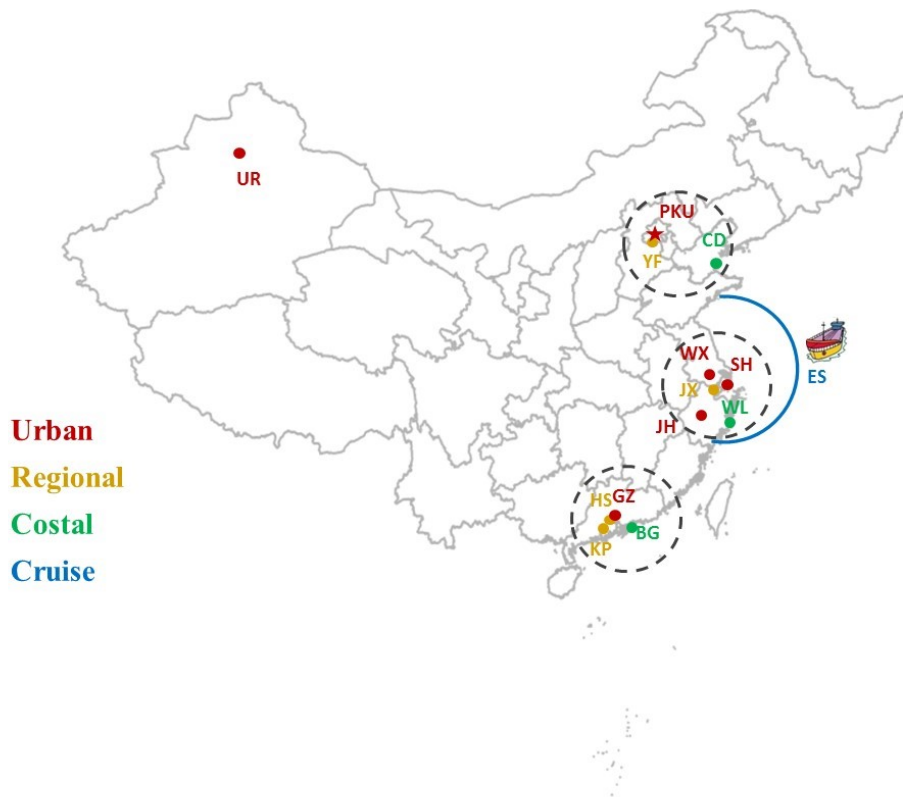 UR
PKU
CD
YF
WX
SH
ES
JX
WL
JH
Urban
Regional
Costal
Cruise
HS
GZ
BG
KP